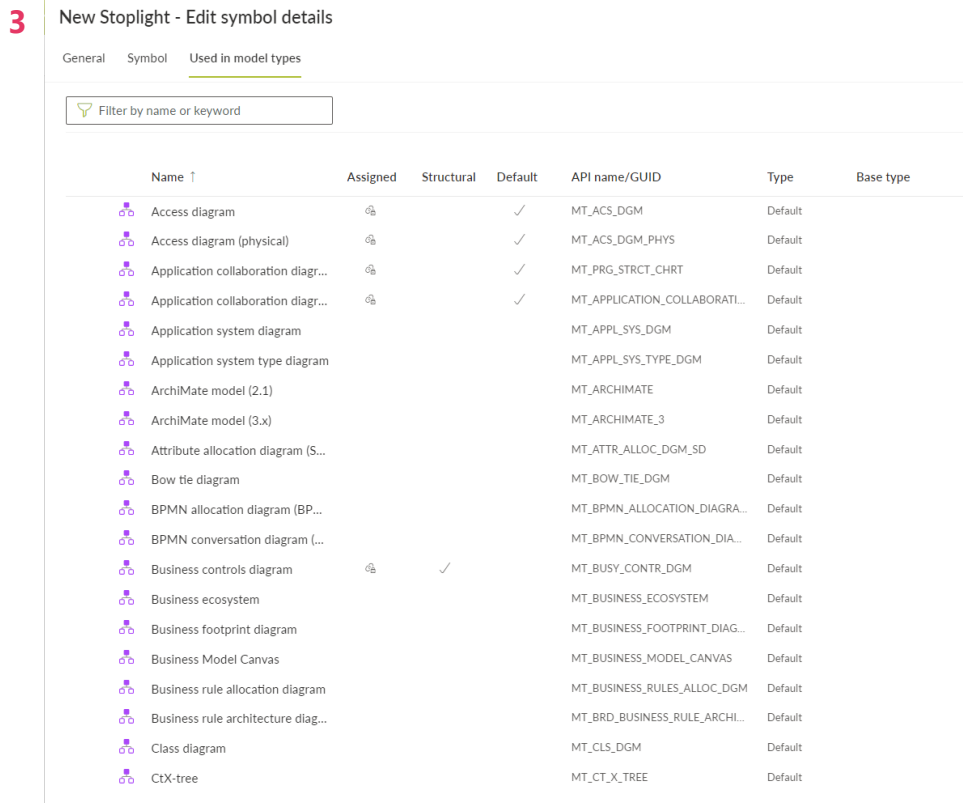 3
New Stoplight - Edit symbol details
General Symbol Used in model types
Filter by name or keyword
Name ↑ Assigned Structural Default API name/GUID Type Base type
Access diagram MT_ACS_DGM Default
Access diagram (physical) MT_ACS_DGM_PHYS Default
Application collaboration diagr... MT_PRG_STRCT_CHRT Default
Application collaboration diagr... MT_APPLICATION_COLLABORATI... Default
Application system diagram MT_APPL_SYS_DGM Default
Application system type diagram MT_APPL_SYS_TYPE_DGM Default
ArchiMate model (2.1) MT_ARCHIMATE Default
ArchiMate model (3.x) MT_ARCHIMATE_3 Default
Attribute allocation diagram (S... MT_ATTR_ALLOC_DGM_SD Default
Bow tie diagram MT_BOW_TIE_DGM Default
BPMN allocation diagram (BP... MT_BPMN_ALLOCATION_DIAGRA... Default
BPMN conversation diagram (... MT_BPMN_CONVERSATION_DIA... Default
Business controls diagram MT_BUSY_CONTR_DGM Default
Business ecosystem MT_BUSINESS_ECOSYSTEM Default
Business footprint diagram MT_BUSINESS_FOOTPRINT_DIAG... Default
Business Model Canvas MT_BUSINESS_MODEL_CANVAS Default
Business rule allocation diagram MT_BUSINESS_RULES_ALLOC_DGM Default
Business rule architecture diag... MT_BRD_BUSINESS_RULE_ARCHI... Default
Class diagram MT_CLS_DGM Default
CtX-tree MT_CT_X_TREE Default